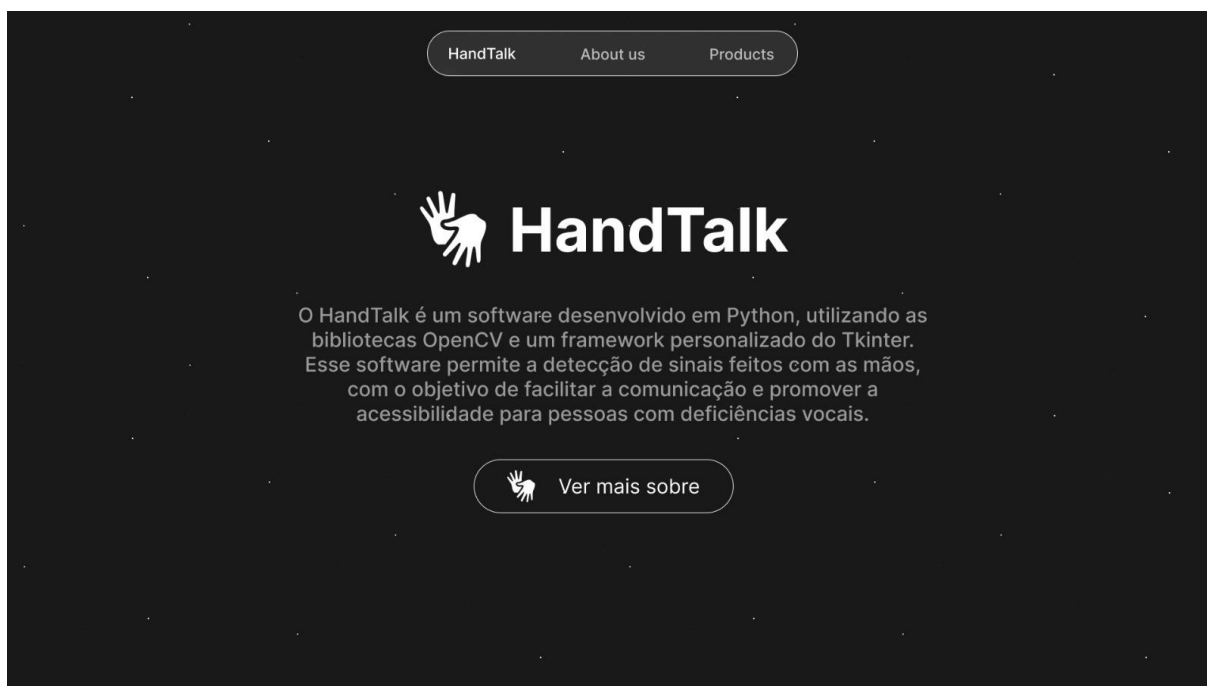 HandTalk About us Products
HandTalk
O HandTalk é um software desenvolvido em Python, utilizando as
bibliotecas OpenCV e um framework personalizado do Tkinter.
Esse software permite a detecção de sinais feitos com as mãos,
com o objetivo de facilitar a comunicação e promover a
acessibilidade para pessoas com deficiências vocais.
Ver mais sobre